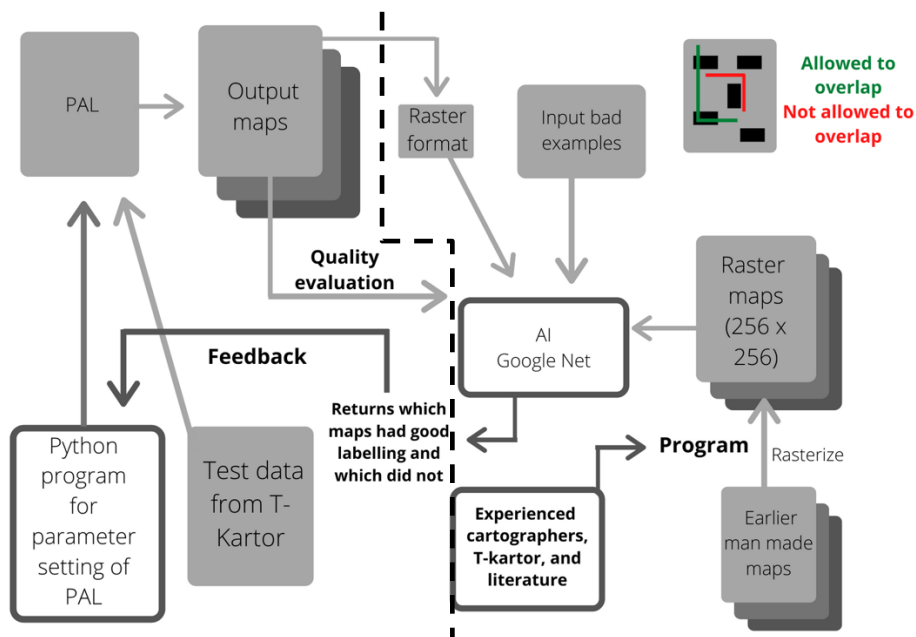 PAL
Output
maps
Raster
format
Input bad
examples
Allowed to
overlap
Not allowed to
overlap
Quality
evaluation
Raster
maps
(256 x
256)
AI
Google Net
Feedback
Returns which
maps had good
labelling and
which did not
Program
Rasterize
Python
program
for
parameter
setting of
PAL
Test data
from T-
Kartor
Experienced
cartographers,
T-kartor, and
literature
Earlier
man made
maps